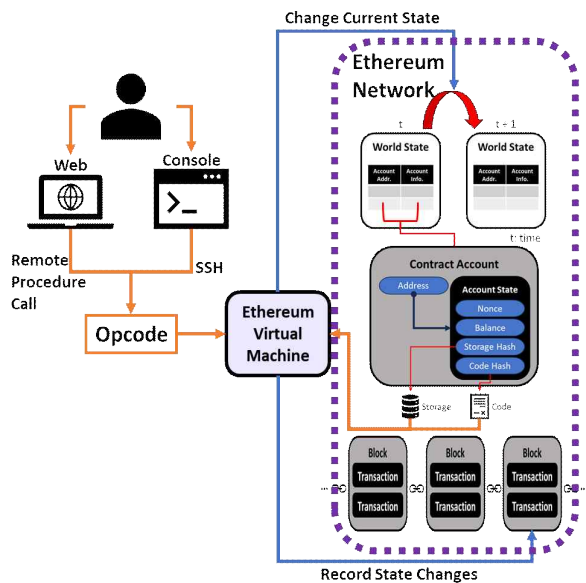 Change Current State
Ethereum
Network
t
t + 1
World State
Account
Addr.
Account
Info.
World State
Account
Addr.
Account
Info.
t: time
Web
Console
>_
Remote
Procedure
Call
SSH
Opcode
Ethereum
Virtual
Machine
Contract Account
Address
Account State
Nonce
Balance
Storage Hash
Code Hash
Storage
Code
Block
Transaction
Transaction
Block
Transaction
Transaction
Block
Transaction
Transaction
Record State Changes